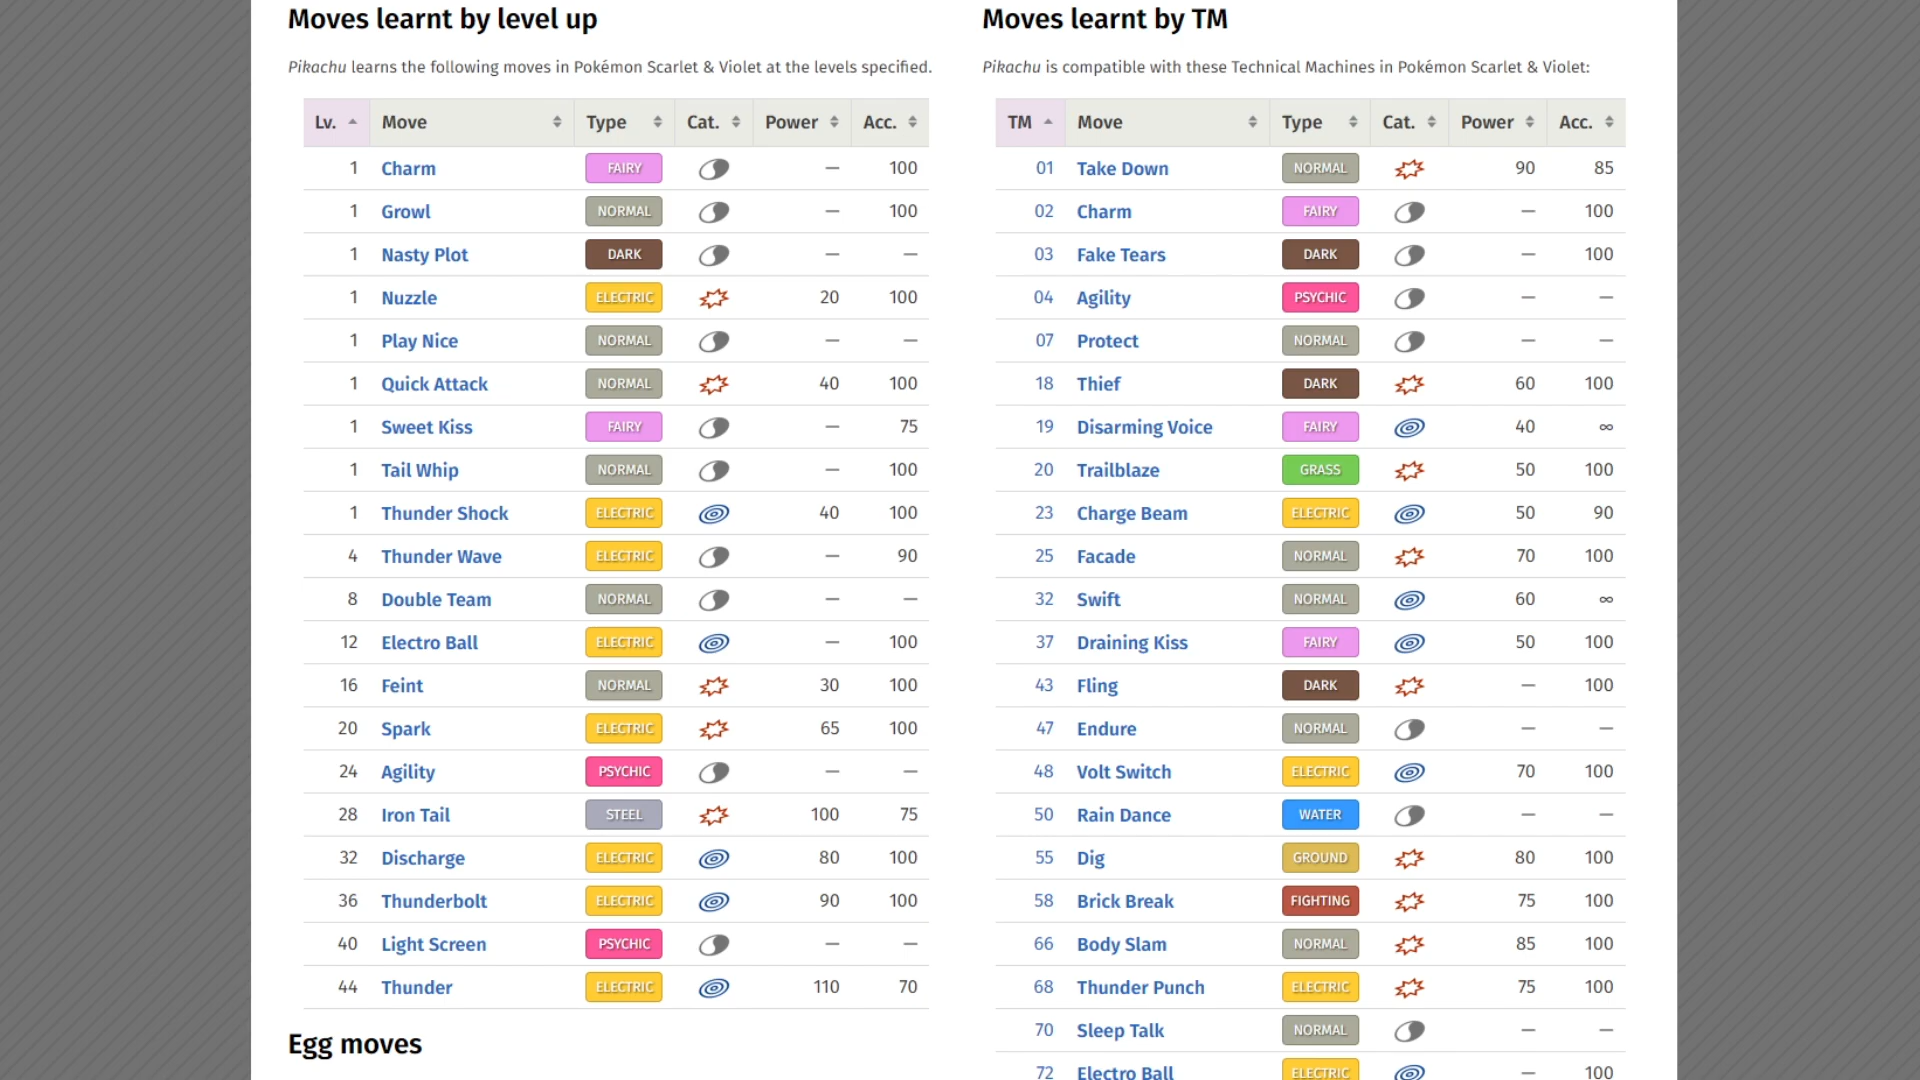 Moves learnt by level up
Pikachu learns the following moves in Pokémon Scarlet & Violet at the levels specified.
Lv. Move Type Cat. Power Acc.
1 Charm FAIRY — 100
1 Growl NORMAL — 100
1 Nasty Plot DARK — —
1 Nuzzle ELECTRIC 20 100
1 Play Nice NORMAL — —
1 Quick Attack NORMAL 40 100
1 Sweet Kiss FAIRY — 75
1 Tail Whip NORMAL — 100
1 Thunder Shock ELECTRIC 40 100
4 Thunder Wave ELECTRIC — 90
8 Double Team NORMAL — —
12 Electro Ball ELECTRIC — 100
16 Feint NORMAL 30 100
20 Spark ELECTRIC 65 100
24 Agility PSYCHIC — —
28 Iron Tail STEEL 100 75
32 Discharge ELECTRIC 80 100
36 Thunderbolt ELECTRIC 90 100
40 Light Screen PSYCHIC — —
44 Thunder ELECTRIC 110 70
Egg moves
Moves learnt by TM
Pikachu is compatible with these Technical Machines in Pokémon Scarlet & Violet:
TM Move Type Cat. Power Acc.
01 Take Down NORMAL 90 85
02 Charm FAIRY — 100
03 Fake Tears DARK — 100
04 Agility PSYCHIC — —
07 Protect NORMAL — —
18 Thief DARK 60 100
19 Disarming Voice FAIRY 40 ∞
20 Trailblaze GRASS 50 100
23 Charge Beam ELECTRIC 50 90
25 Facade NORMAL 70 100
32 Swift NORMAL 60 ∞
37 Draining Kiss FAIRY 50 100
43 Fling DARK — 100
47 Endure NORMAL — —
48 Volt Switch ELECTRIC 70 100
50 Rain Dance WATER — —
55 Dig GROUND 80 100
58 Brick Break FIGHTING 75 100
66 Body Slam NORMAL 85 100
68 Thunder Punch ELECTRIC 75 100
70 Sleep Talk NORMAL — —
72 Electro Ball ELECTRIC — 100